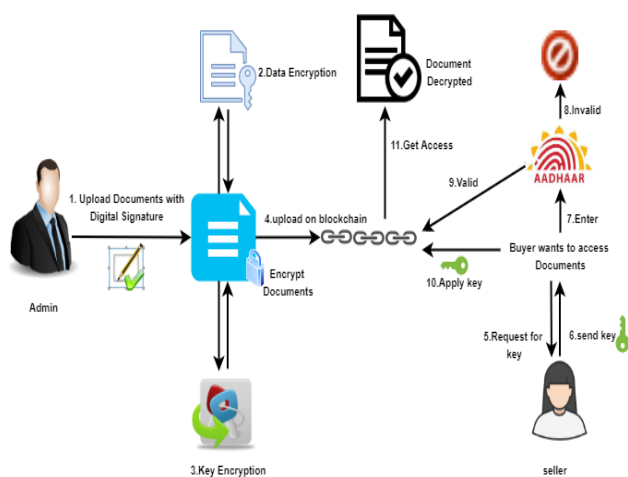 2.Data Encryption
Document
Decrypted
8.Invalid
11.Get Access
AADHAAR
9.Valid
1. Upload Documents with
Digital Signature
4.upload on blockchain
7.Enter
Buyer wants to access
Documents
Encrypt
Documents
10.Apply key
Admin
5.Request for
key
6.send key
3.Key Encryption
seller